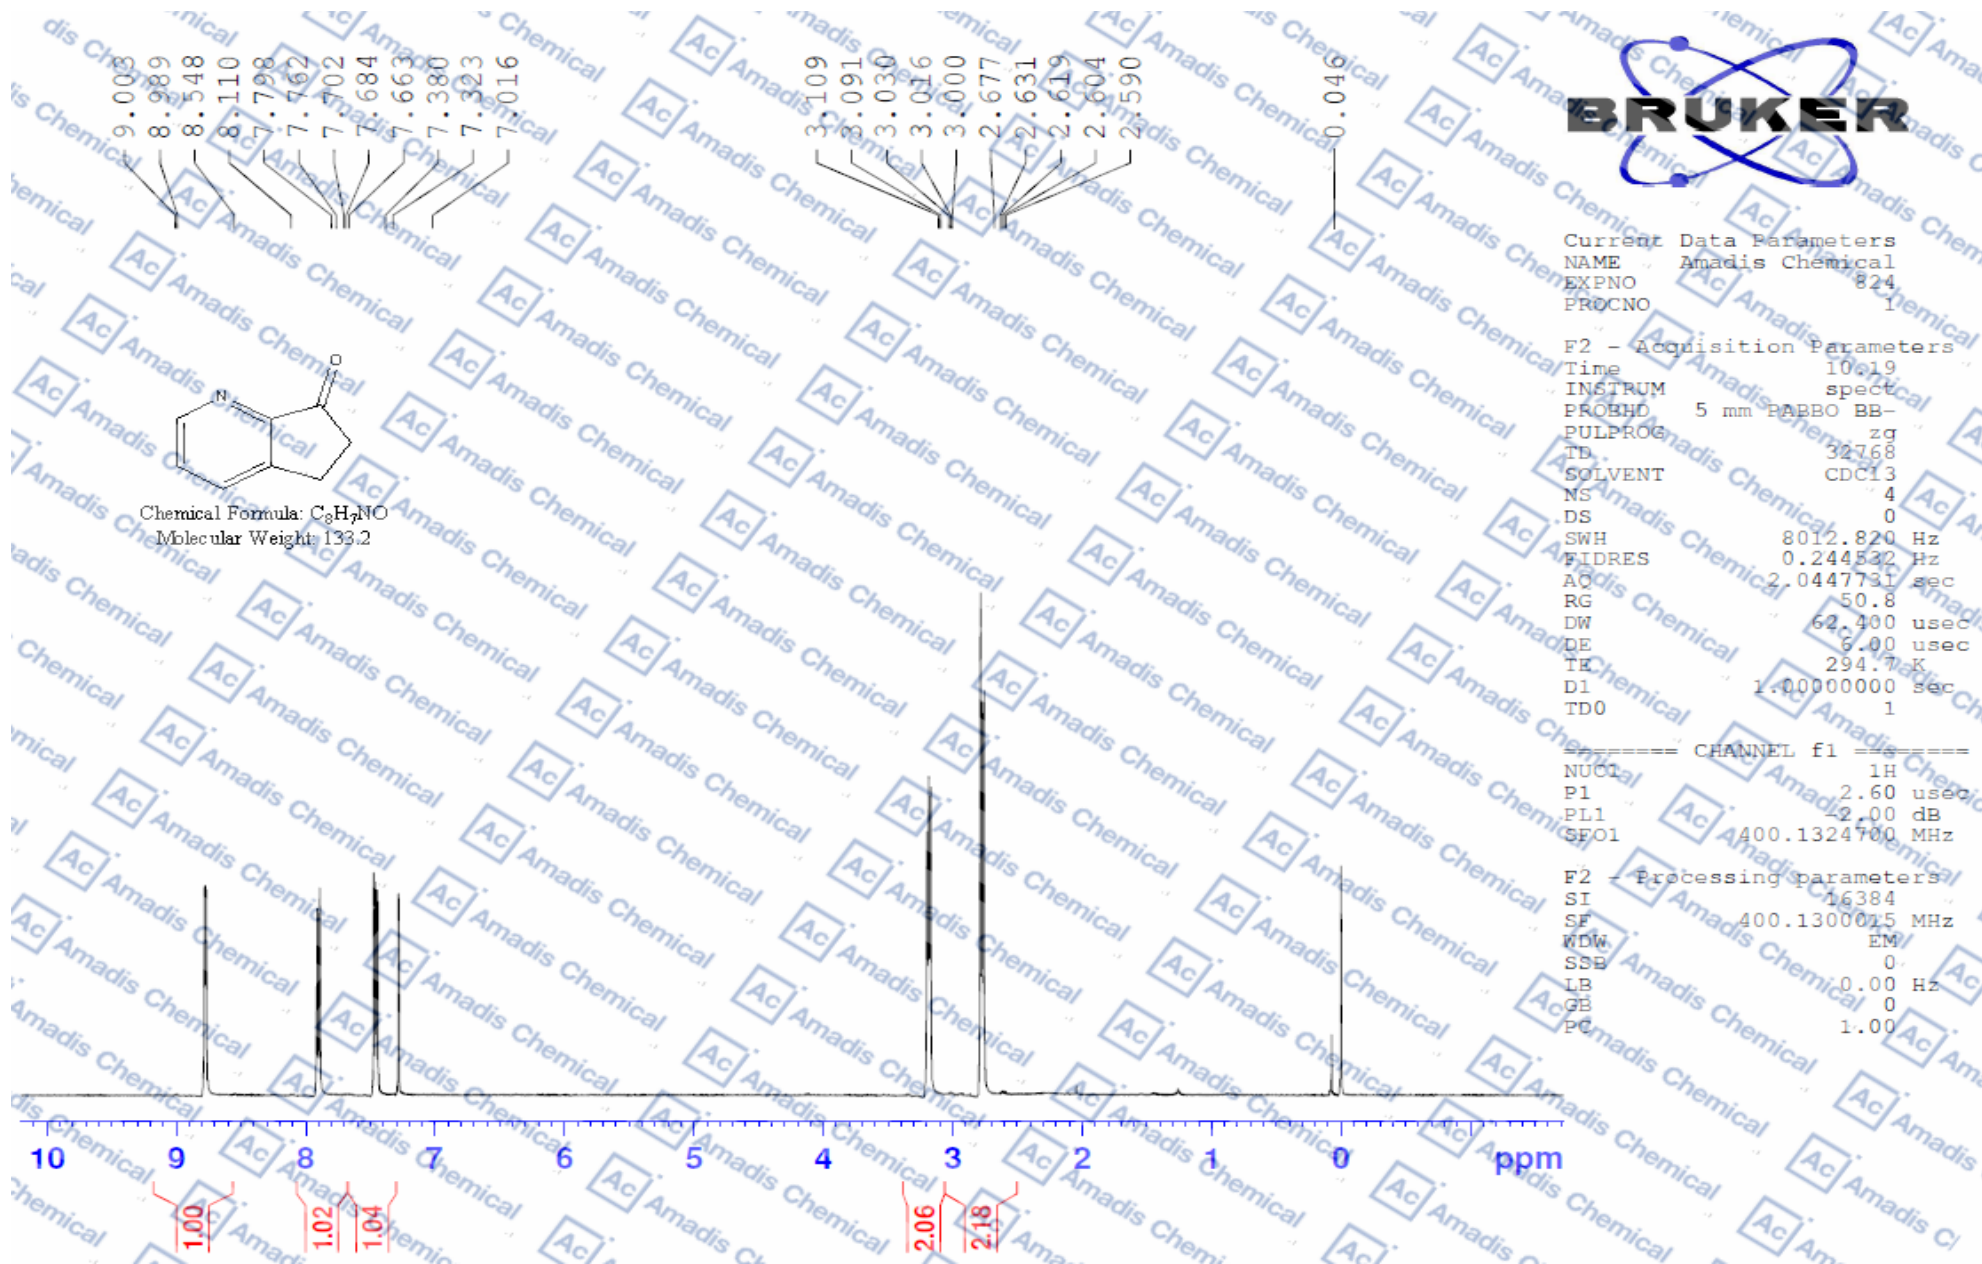 9.003
8.989
8.548
8.110
7.798
7.762
7.702
7.684
7.663
7.380
7.323
7.016
3.109
3.091
3.030
3.016
3.000
2.677
2.631
2.619
2.604
2.590
0.046
BRUKER
Current Data Parameters
NAME Amadis Chemical
EXPNO 824
PROCNO 1
F2 - Acquisition Parameters
Time 10.19
INSTRUM spect
PROBHD 5 mm PABBO BB-
PULPROG zg
TD 32768
SOLVENT CDCl3
NS 4
DS 0
SWH 8012.820 Hz
FIDRES 0.244532 Hz
AQ 2.0447731 sec
RG 50.8
DW 62.400 usec
DE 6.00 usec
TE 294.7 K
D1 1.00000000 sec
TD0 1
======== CHANNEL f1 ========
NUC1 1H
P1 2.60 usec
PL1 -2.00 dB
SFO1 400.1324700 MHz
F2 - Processing parameters
SI 16384
SF 400.1300015 MHz
WDW EM
SSB 0
LB 0.00 Hz
GB 0
PC 1.00
O
N
Chemical Formula: C₈H₇NO
Molecular Weight: 133.2
10 9 8 7 6 5 4 3 2 1 0 ppm
1.00 1.02 1.04 2.06 2.18
Ac Amadis Chemical